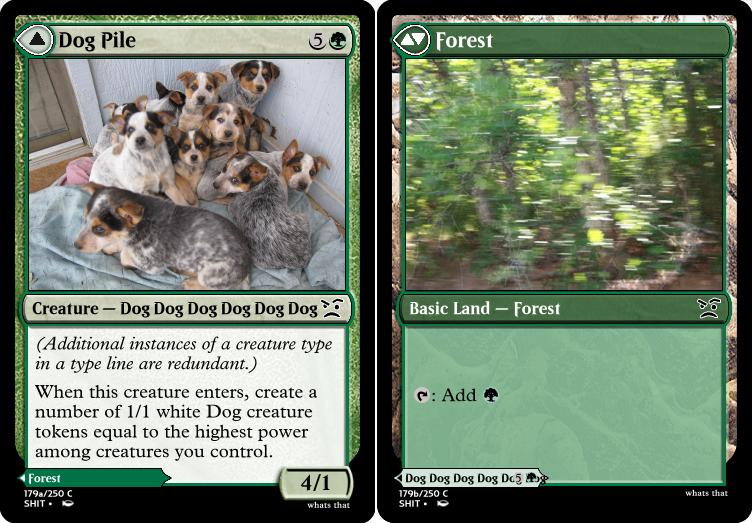 Dog Pile 5
Creature — Dog Dog Dog Dog Dog Dog
(Additional instances of a creature type
in a type line are redundant.)
When this creature enters, create a
number of 1/1 white Dog creature
tokens equal to the highest power
among creatures you control.
Forest
4/1
179a/250 C
SHIT •
whats that
Forest
Basic Land — Forest
: Add
Dog Dog Dog Dog Dog Dog
5
179b/250 C
SHIT •
whats that